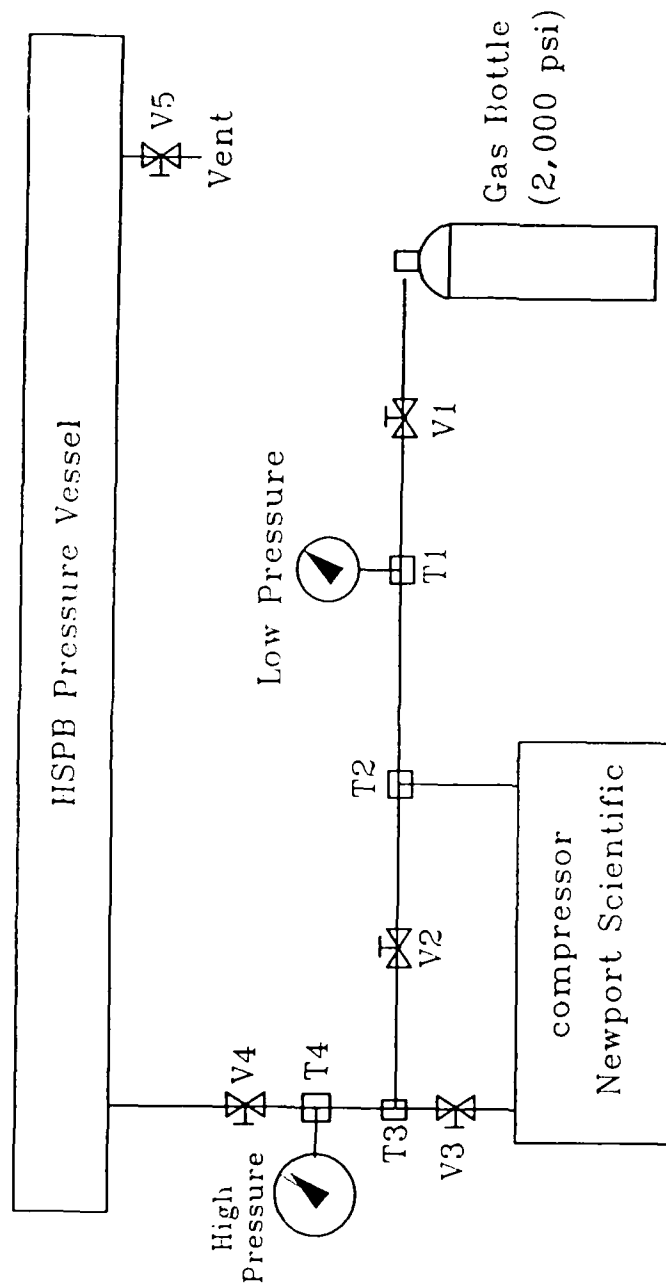 HSPB Pressure Vessel
V5
Vent
V4
T4
High
Pressure
T3
V3
V2
T2
Low Pressure
T1
V1
Gas Bottle
(2,000 psi)
compressor
Newport Scientific